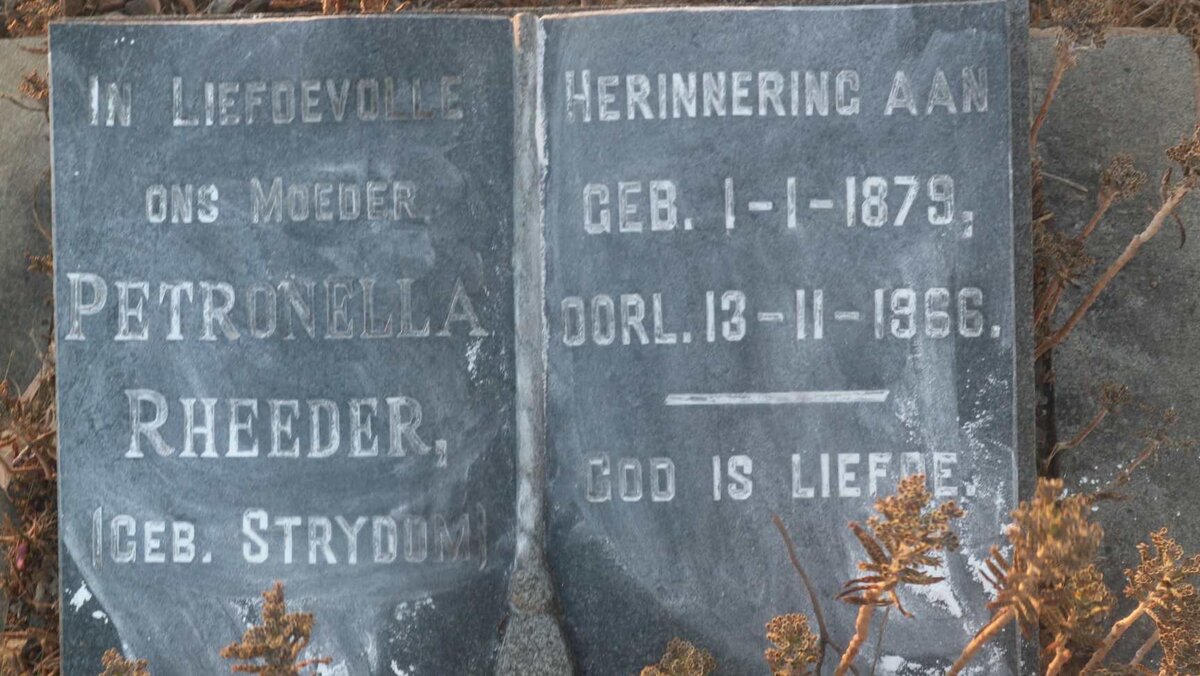 IN LIEFDEVOLLE HERINNERING AAN
ONS MOEDER
PETRONELLA
RHEEDER,
(GEB. STRYDOM)
GEB. 1-1-1879,
OORL. 13-11-1966.
GOD IS LIEFDE.